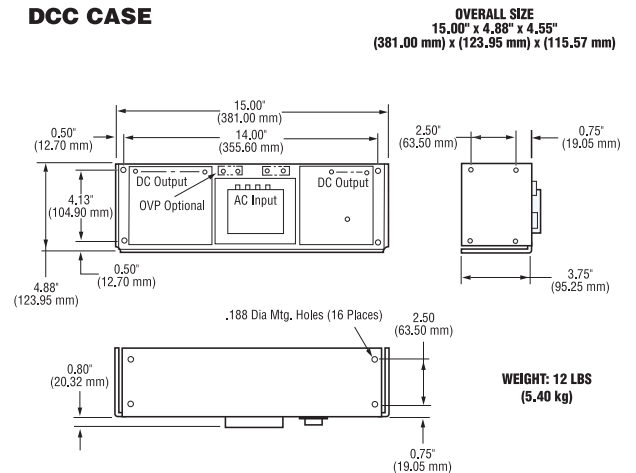 DCC CASE
OVERALL SIZE
15.00" x 4.88" x 4.55"
(381.00 mm) x (123.95 mm) x (115.57 mm)
15.00"
(381.00 mm)
0.50"
(12.70 mm)
14.00"
(355.60 mm)
2.50"
(63.50 mm)
0.75"
(19.05 mm)
DC Output
DC Output
4.13"
(104.90 mm)
OVP Optional
AC Input
0.50"
(12.70 mm)
4.88"
(123.95 mm)
3.75"
(95.25 mm)
.188 Dia Mtg. Holes (16 Places)
2.50
(63.50 mm)
0.80"
(20.32 mm)
WEIGHT: 12 LBS
(5.40 kg)
0.75"
(19.05 mm)